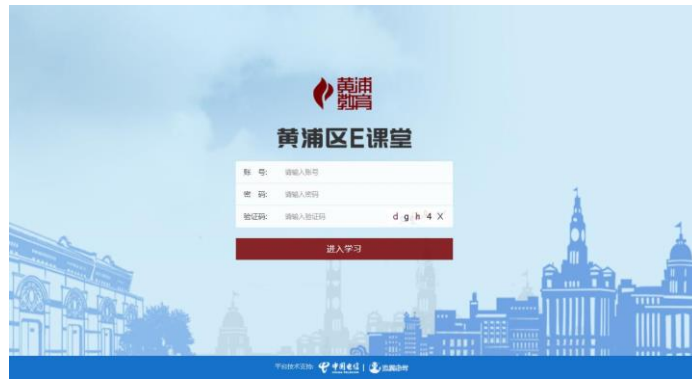 黄浦
教育
黄浦区E课堂
账 号: 请输入账号
密 码: 请输入密码
验证码: 请输入验证码 d g h 4 X
进入学习
平台技术支持: 中国电信 |